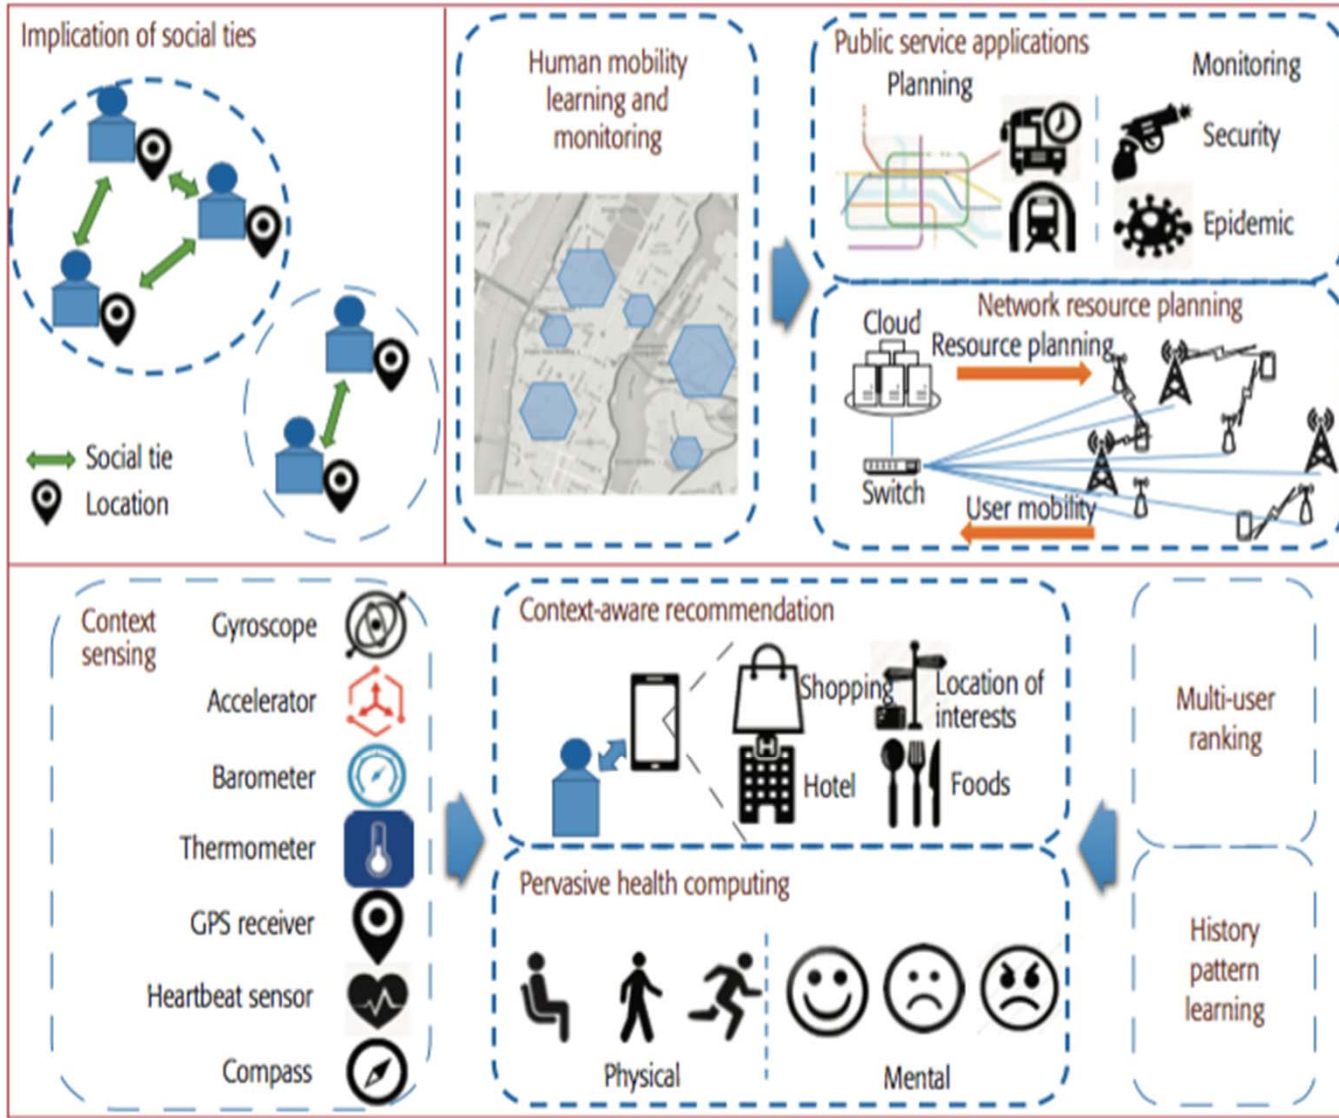 Implication of social ties
Social tie
Location
Human mobility
learning and
monitoring
Public service applications
Planning
Monitoring
Security
Epidemic
Network resource planning
Cloud
Resource planning
Switch
User mobility
Context
sensing
Gyroscope
Accelerator
Barometer
Thermometer
GPS receiver
Heartbeat sensor
Compass
Context-aware recommendation
Shopping
Location of
interests
H
Hotel
Foods
Pervasive health computing
Physical
Mental
Multi-user
ranking
History
pattern
learning